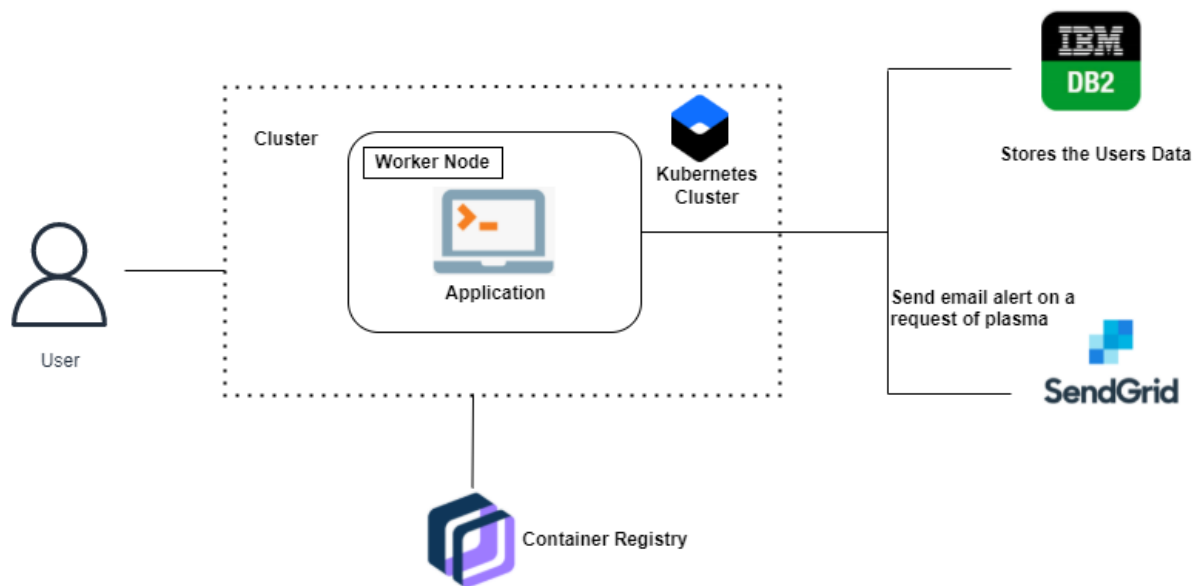 IBM
DB2
Stores the Users Data
Cluster
Worker Node
Kubernetes
Cluster
Application
User
Send email alert on a
request of plasma
SendGrid
Container Registry